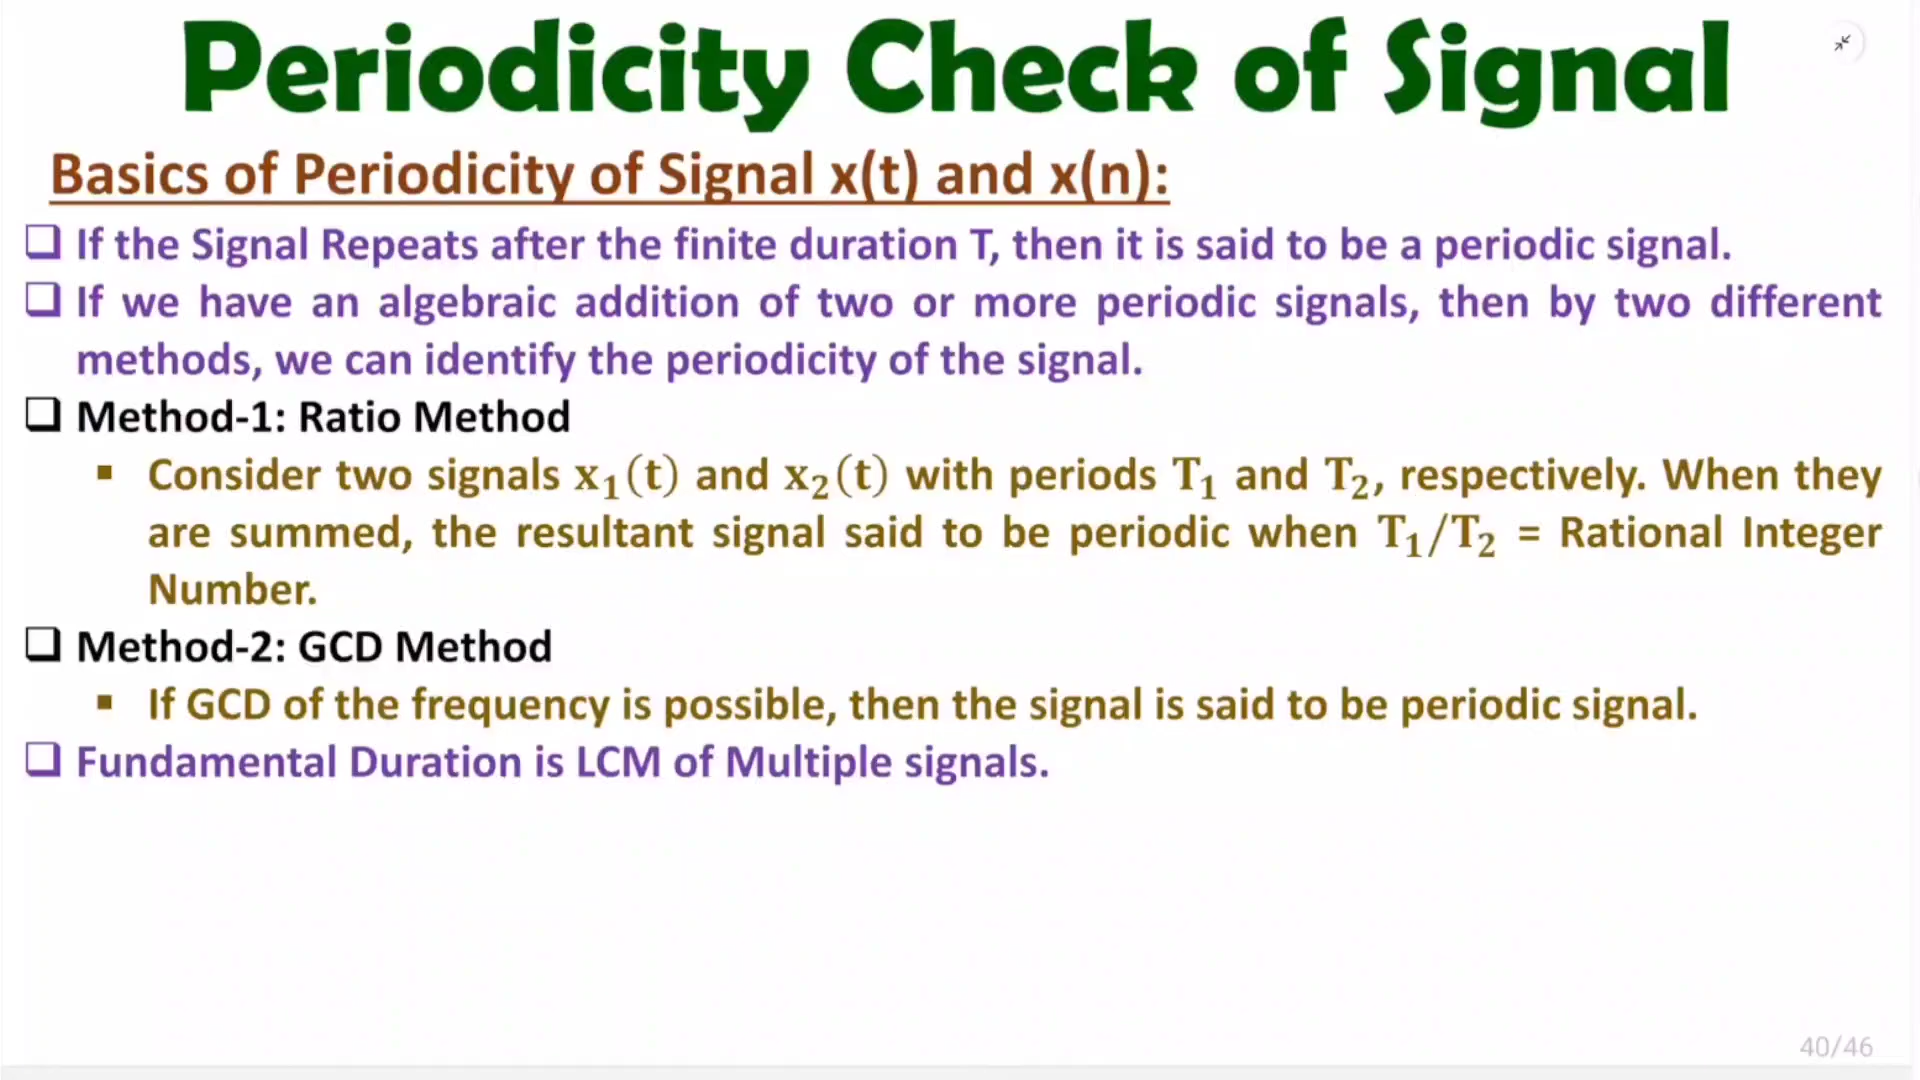 Periodicity Check of Signal
Basics of Periodicity of Signal x(t) and x(n):
❑ If the Signal Repeats after the finite duration T, then it is said to be a periodic signal.
❑ If we have an algebraic addition of two or more periodic signals, then by two different
methods, we can identify the periodicity of the signal.
❑ Method-1: Ratio Method
▪ Consider two signals x₁(t) and x₂(t) with periods T₁ and T₂, respectively. When they
are summed, the resultant signal said to be periodic when T₁/T₂ = Rational Integer
Number.
❑ Method-2: GCD Method
▪ If GCD of the frequency is possible, then the signal is said to be periodic signal.
❑ Fundamental Duration is LCM of Multiple signals.
40/46